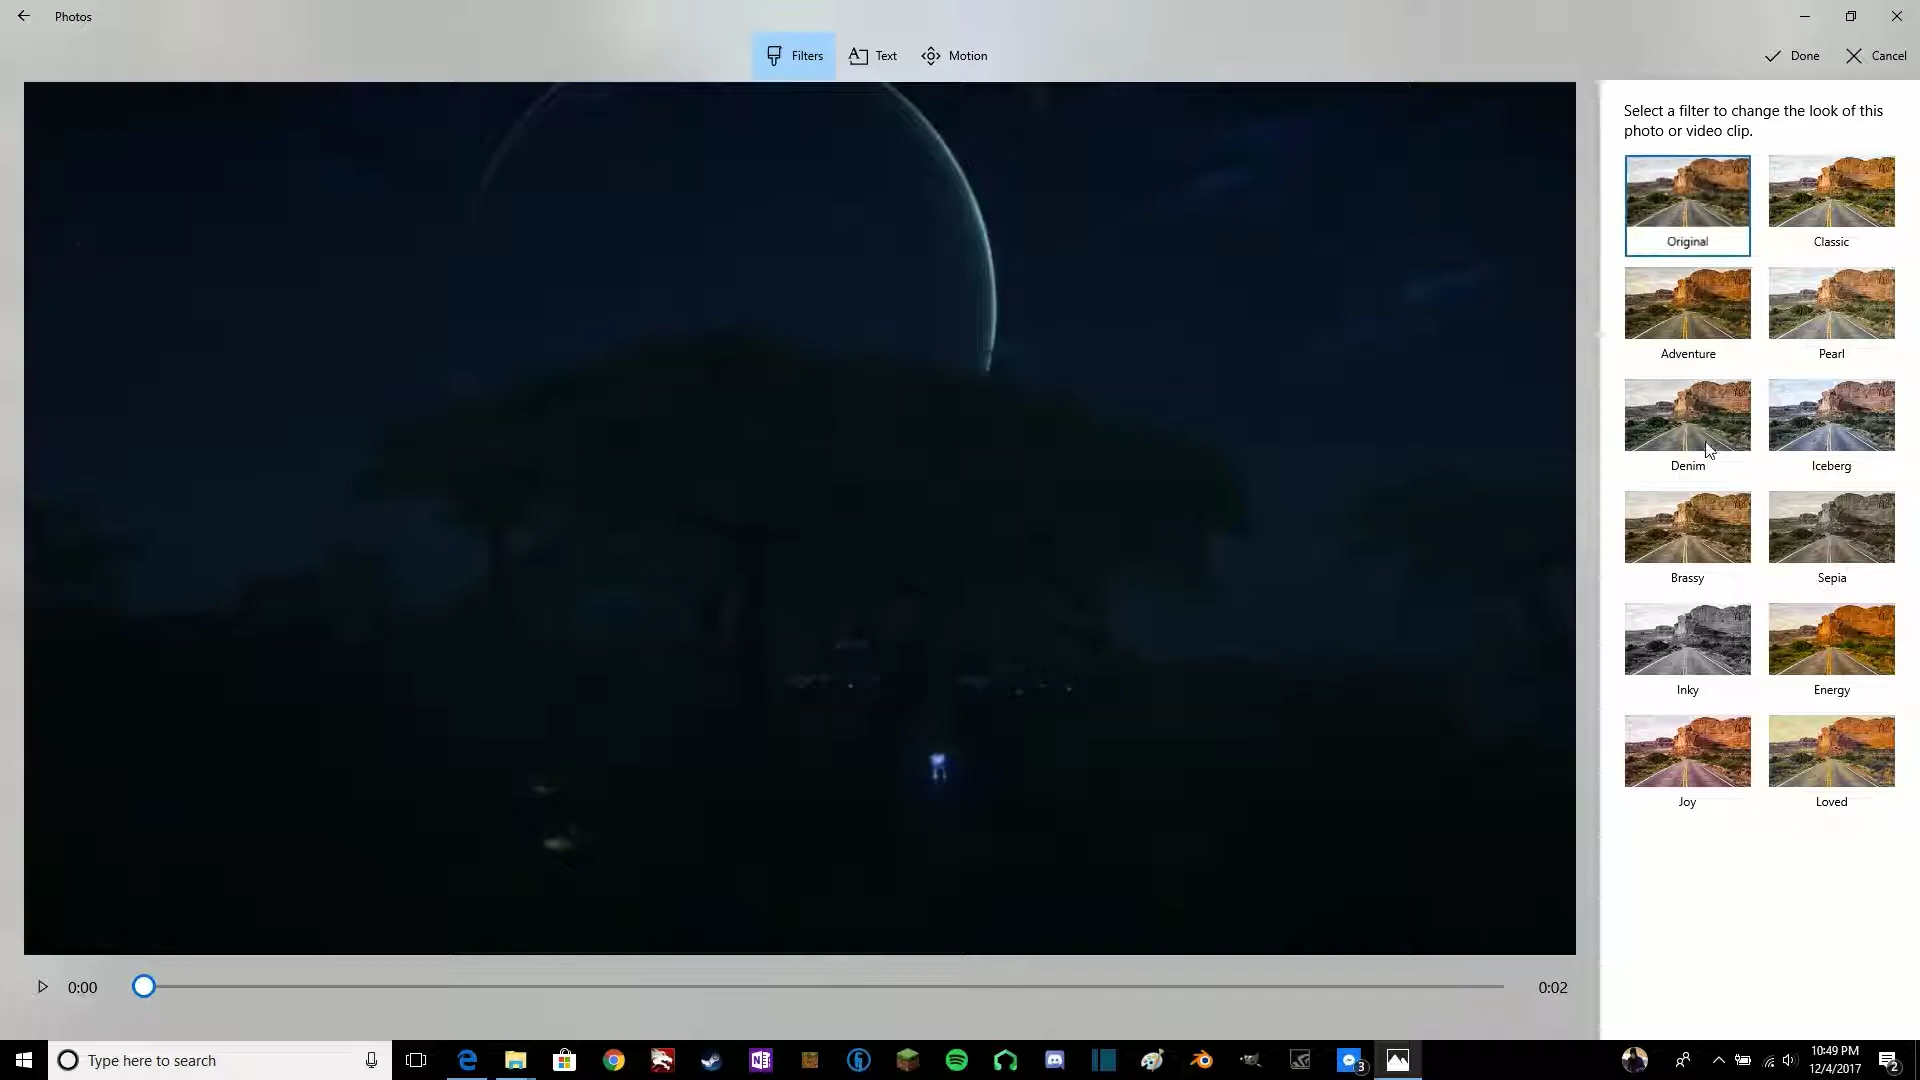 Photos
Filters
Text
Motion
Done
Cancel
Select a filter to change the look of this
photo or video clip.
Original
Classic
Adventure
Pearl
Denim
Iceberg
Brassy
Sepia
Inky
Energy
Joy
Loved
0:00
0:02
Type here to search
3
10:49 PM
12/4/2017
2